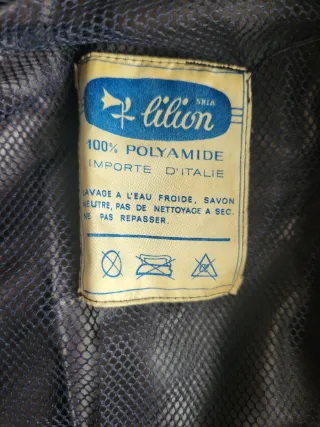 SNIA
lilion
100% POLYAMIDE
IMPORTE D'ITALIE
LAVAGE A L'EAU FROIDE, SAVON
NEUTRE, PAS DE NETTOYAGE A SEC.
NE PAS REPASSER.